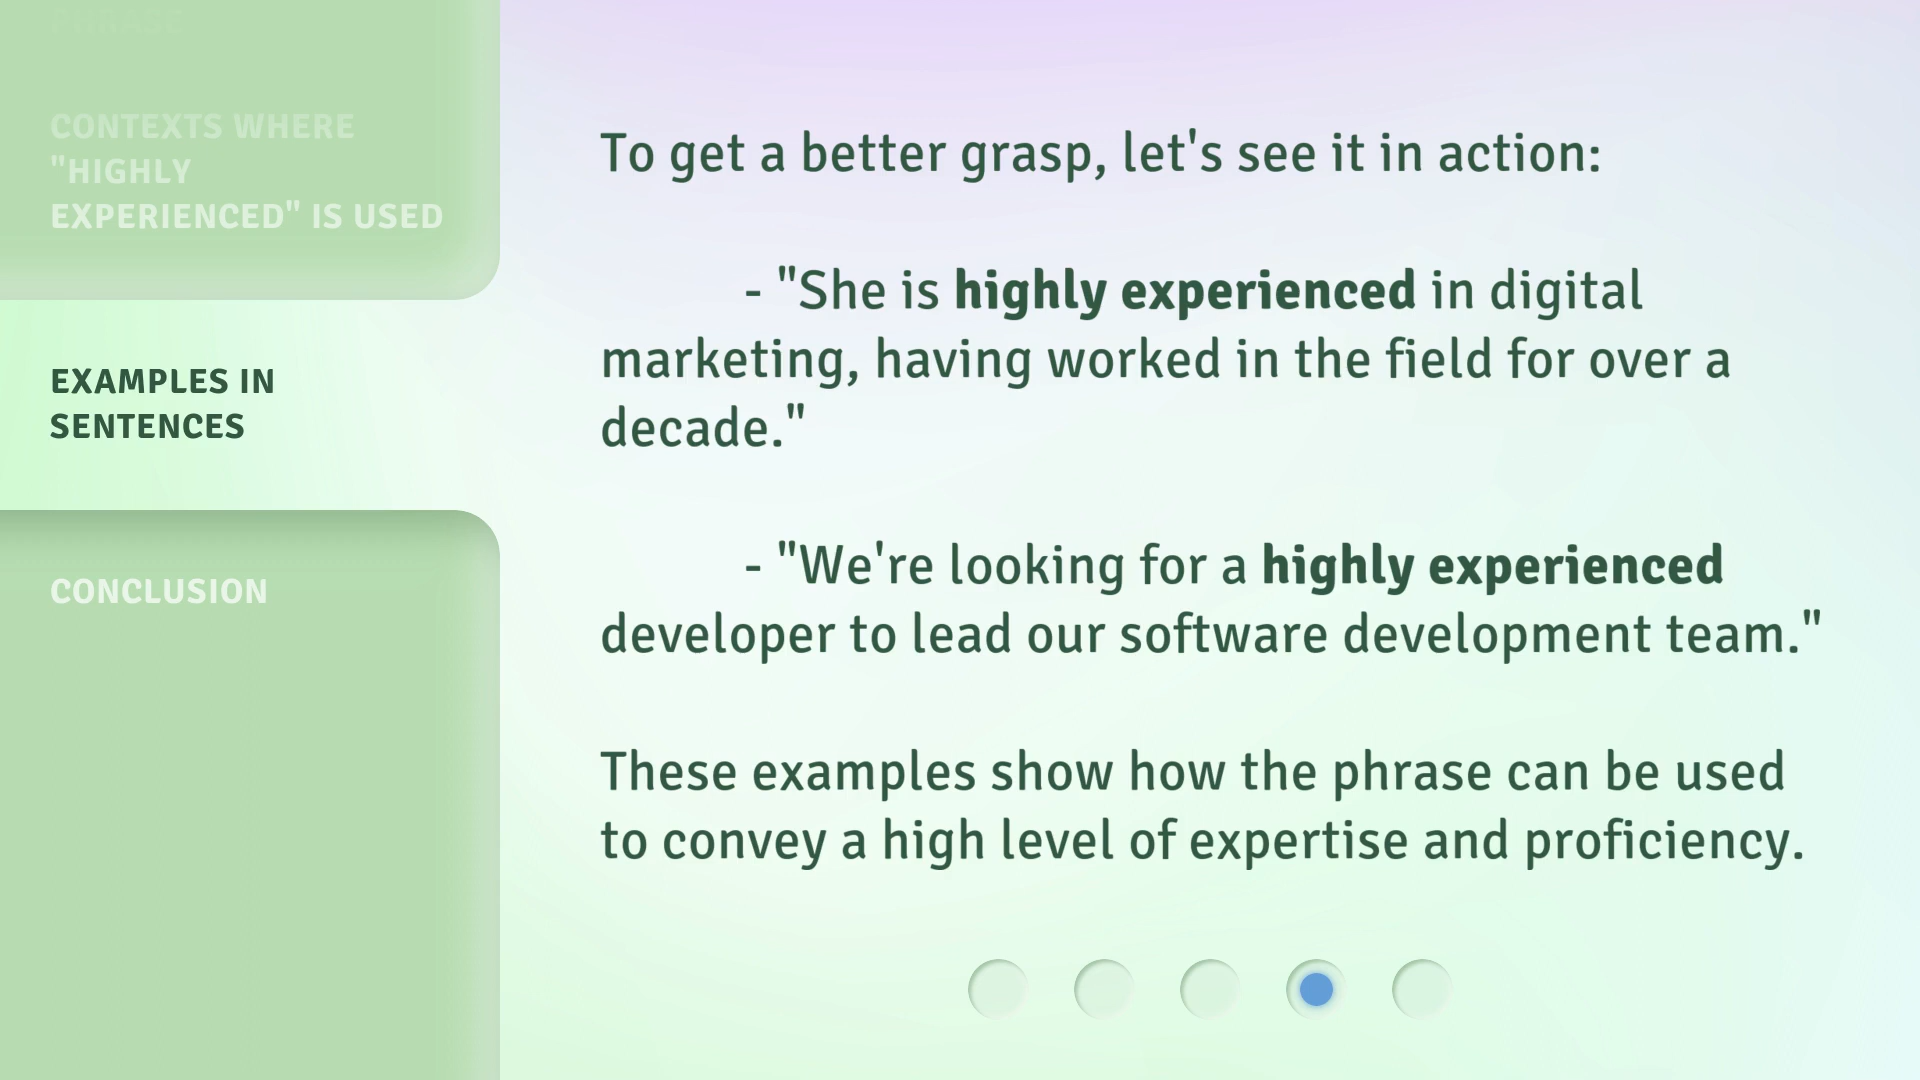 PHRASE
CONTEXTS WHERE
"HIGHLY
EXPERIENCED" IS USED
EXAMPLES IN
SENTENCES
CONCLUSION
To get a better grasp, let's see it in action:
- "She is highly experienced in digital
marketing, having worked in the field for over a
decade."
- "We're looking for a highly experienced
developer to lead our software development team."
These examples show how the phrase can be used
to convey a high level of expertise and proficiency.